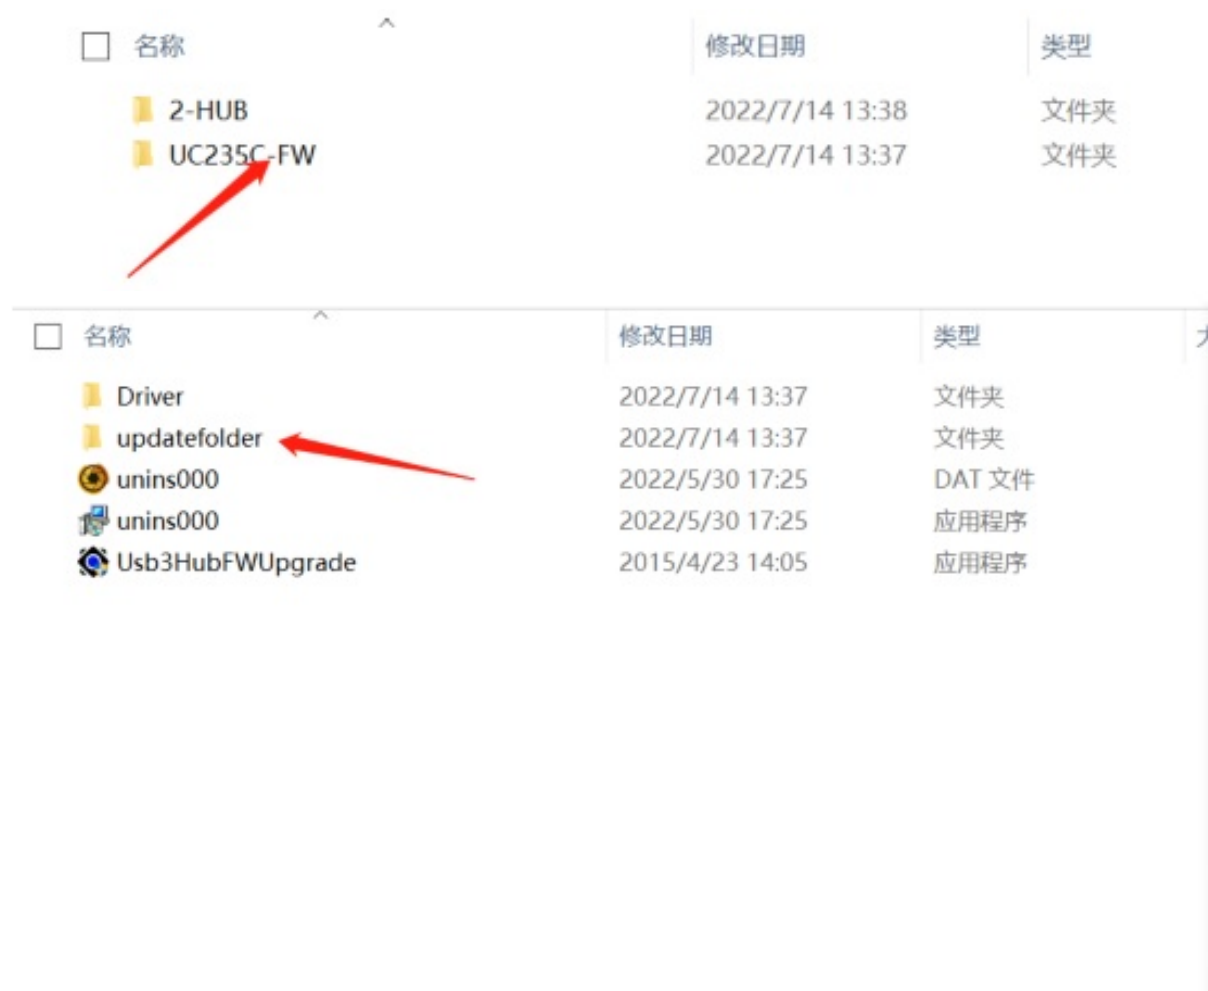 名称 修改日期 类型
2-HUB 2022/7/14 13:38 文件夹
UC235C-FW 2022/7/14 13:37 文件夹
名称 修改日期 类型
Driver 2022/7/14 13:37 文件夹
updatefolder 2022/7/14 13:37 文件夹
unins000 2022/5/30 17:25 DAT 文件
unins000 2022/5/30 17:25 应用程序
Usb3HubFWUpgrade 2015/4/23 14:05 应用程序